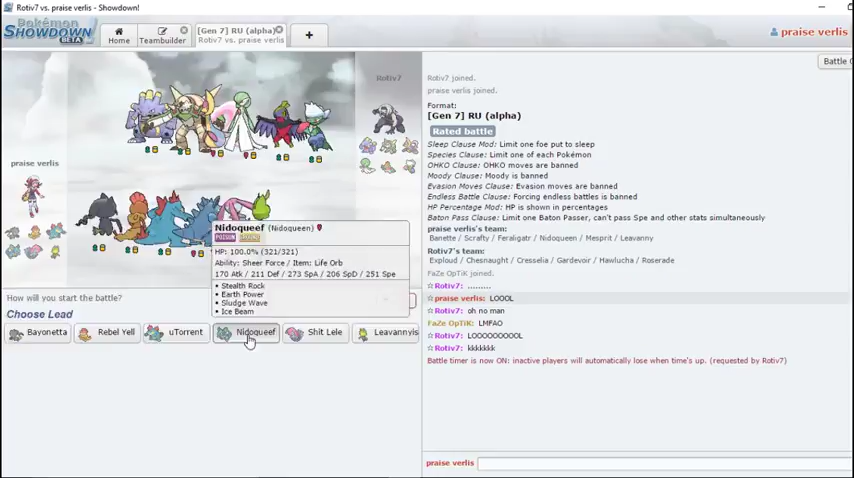 Rotiv7 vs. praise verlis - Showdown!
Pokémon
SHOWDOWN
BETA
Home
Teambuilder
[Gen 7] RU (alpha)
Rotiv7 vs. praise verlis
praise verlis
Battle
Rotiv7
praise verlis
Nidoqueef (Nidoqueen)
POISON GROUND
HP: 100.0% (321/321)
Ability: Sheer Force / Item: Life Orb
170 Atk / 211 Def / 273 SpA / 206 SpD / 251 Spe
• Stealth Rock
• Earth Power
• Sludge Wave
• Ice Beam
How will you start the battle?
Choose Lead
Bayonetta
Rebel Yell
uTorrent
Nidoqueef
Shit Lele
Leavannyis
Rotiv7 joined.
praise verlis joined.
Format:
[Gen 7] RU (alpha)
Rated battle
Sleep Clause Mod: Limit one foe put to sleep
Species Clause: Limit one of each Pokémon
OHKO Clause: OHKO moves are banned
Moody Clause: Moody is banned
Evasion Moves Clause: Evasion moves are banned
Endless Battle Clause: Forcing endless battles is banned
HP Percentage Mod: HP is shown in percentages
Baton Pass Clause: Limit one Baton Passer, can't pass Spe and other stats simultaneously
praise verlis's team:
Banette / Scrafty / Feraligatr / Nidoqueen / Mesprit / Leavanny
Rotiv7's team:
Exploud / Chesnaught / Cresselia / Gardevoir / Hawlucha / Roserade
FaZe OpTiK joined.
☆Rotiv7: .........
☆praise verlis: LOOOL
☆Rotiv7: oh no man
FaZe OpTiK: LMFAO
☆Rotiv7: LOOOOOOOOOL
☆Rotiv7: kkkkkkk
Battle timer is now ON: inactive players will automatically lose when time's up. (requested by Rotiv7)
praise verlis: